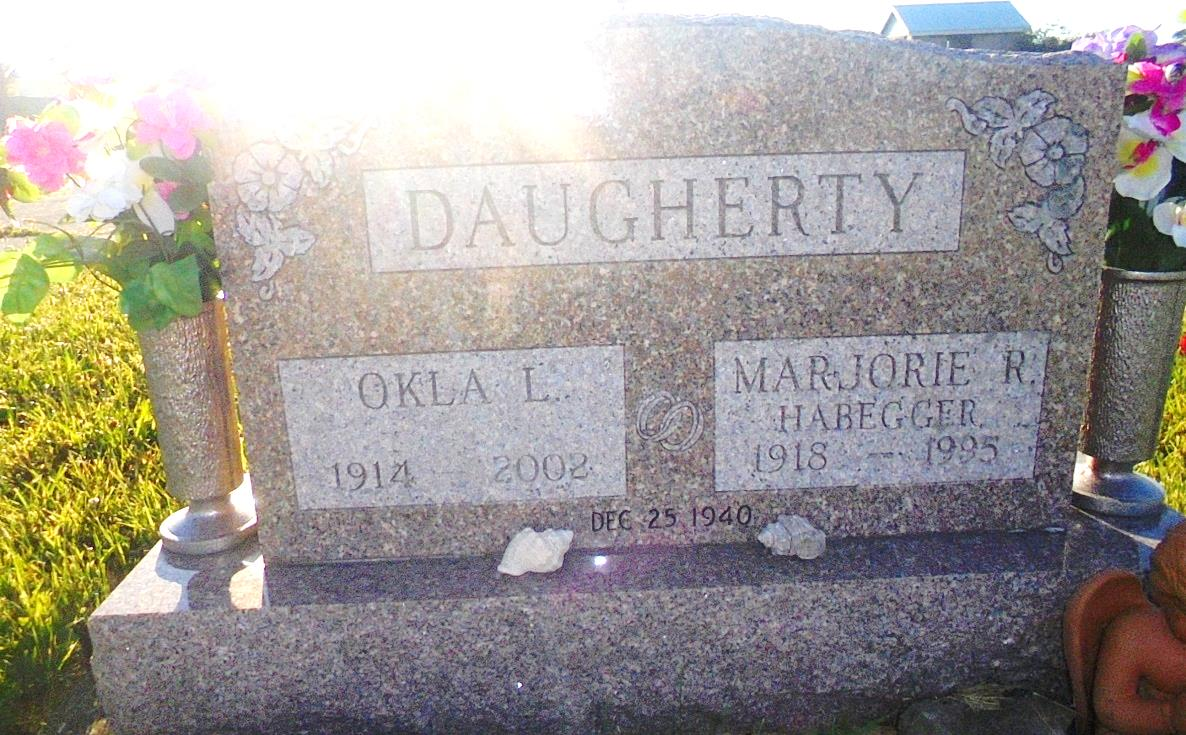 DAUGHERTY
OKLA L.
1914 — 2002
MARJORIE R.
HABEGGER
1918 — 1995
DEC 25 1940